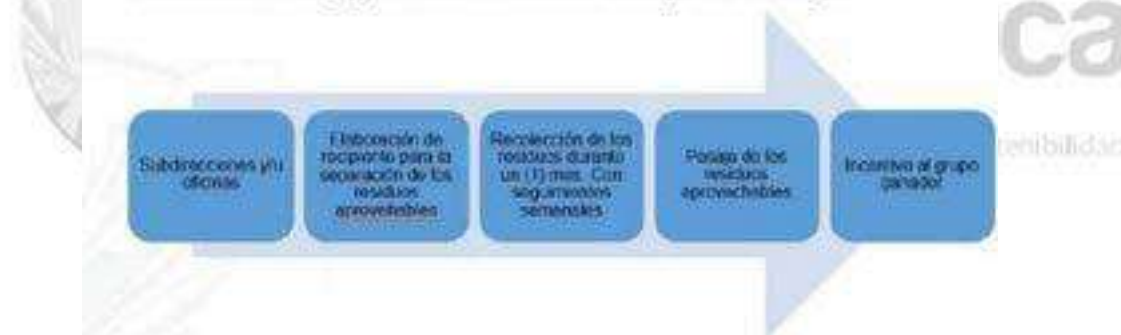 ca
enibilidad
Subdirecciones y/u
oficinas
Elaboración de
recipiente para la
separación de los
residuos
aprovechables
Recolección de los
residuos durante
un (1) mes. Con
seguimientos
semanales
Pesaje de los
residuos
aprovechables
Incentivo al grupo
ganador